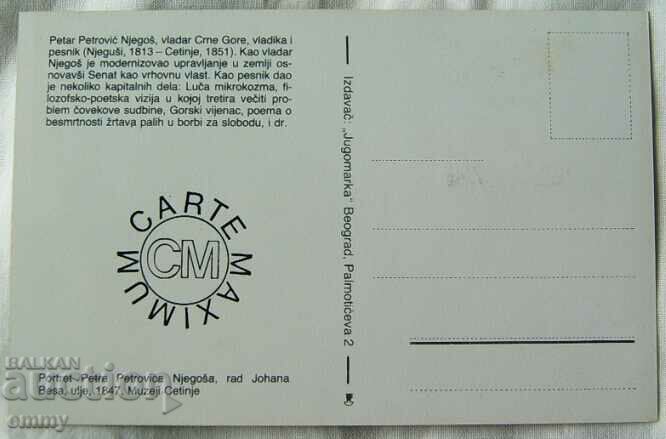 Petar Petrović Njegoš, vladar Crne Gore, vladika i
pesnik (Njeguši, 1813 – Cetinje, 1851). Kao vladar
Njegoš je modernizovao upravljanje u zemlji os-
novavši Senat kao vrhovnu vlast. Kao pesnik dao
je nekoliko kapitalnih dela: Luča mikrokozma, fi-
lozofsko-poetska vizija u kojoj tretira večiti pro-
blem čovekove sudbine, Gorski vijenac, poema o
besmrtnosti žrtava palih u borbi za slobodu, i dr.
CARTE MAXIMUM
CM
Portret Petra Petrovića Njegoša, rad Johana
Besa, ulje, 1847, Muzeji Cetinje
Izdavač: „Jugomarka“ Beograd, Palmotićeva 2
BALKAN
auction
emmy